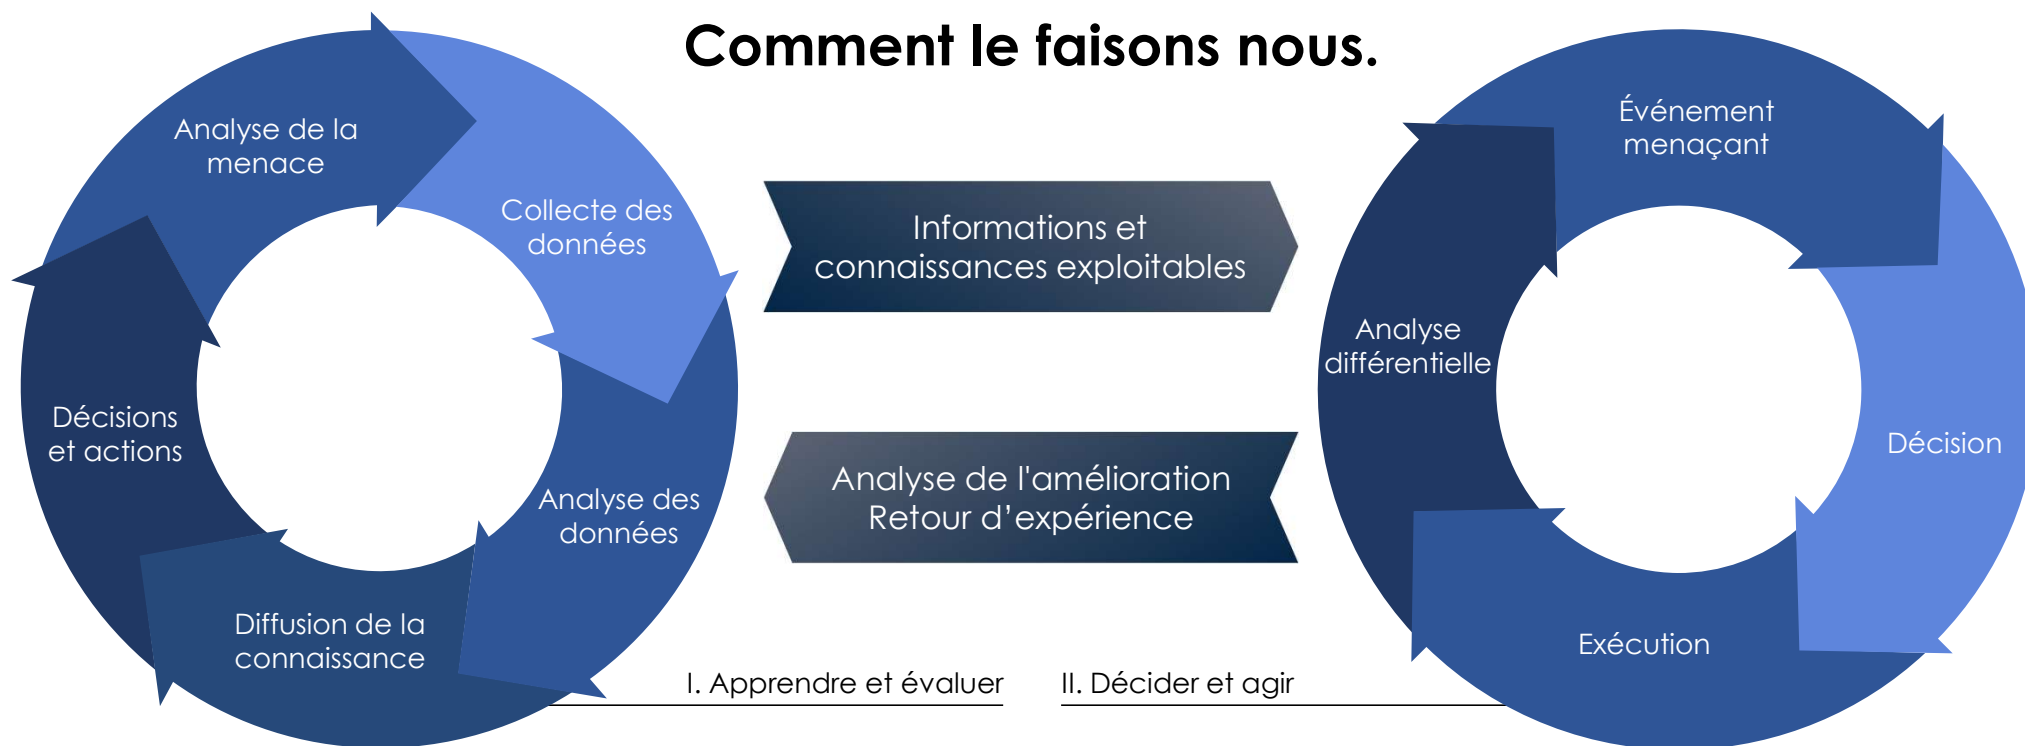 Comment le faisons nous.
Analyse de la
menace
Collecte des
données
Analyse des
données
Diffusion de la
connaissance
Décisions
et actions
Informations et
connaissances exploitables
Analyse de l'amélioration
Retour d’expérience
I. Apprendre et évaluer
II. Décider et agir
Événement
menaçant
Décision
Exécution
Analyse
différentielle